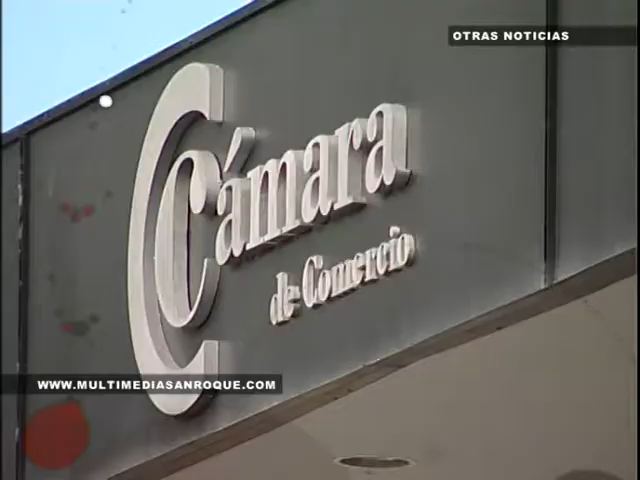 OTRAS NOTICIAS
Cámara
de Comercio
WWW.MULTIMEDIASANROQUE.COM